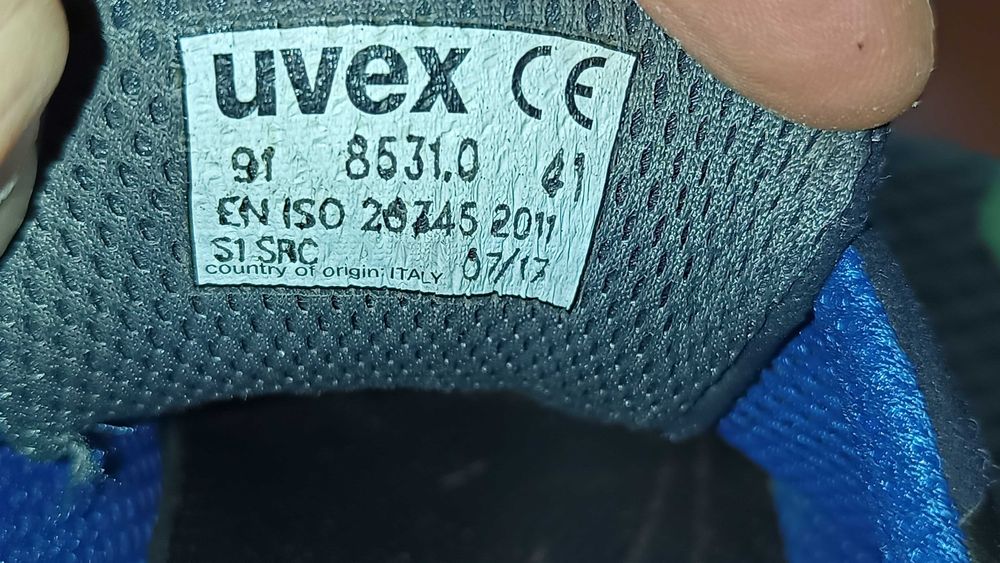 uvex CE
91 8531.0 41
EN ISO 20345 2011
S1 SRC 07/17
country of origin: ITALY